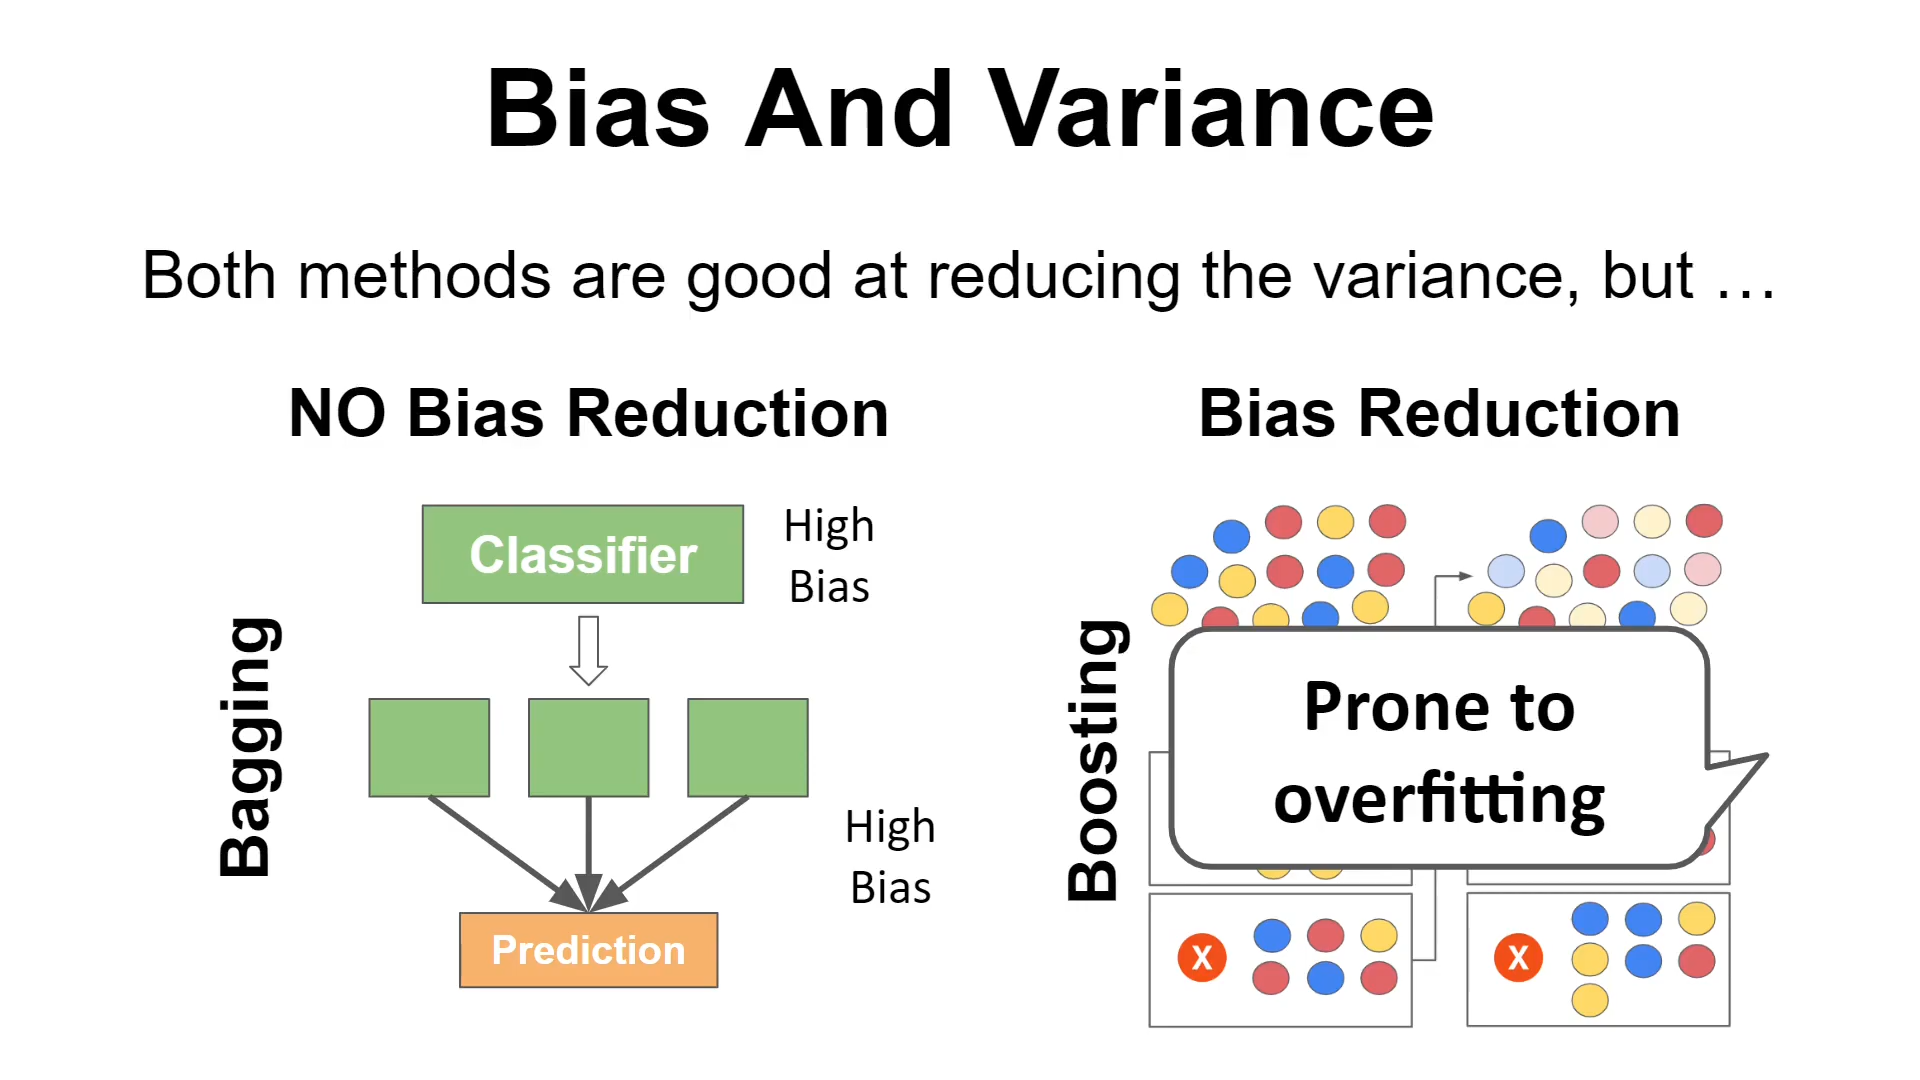 Bias And Variance
Both methods are good at reducing the variance, but …
NO Bias Reduction
Bagging
Classifier
High
Bias
High
Bias
Prediction
Bias Reduction
Boosting
Prone to
overfitting
X
X